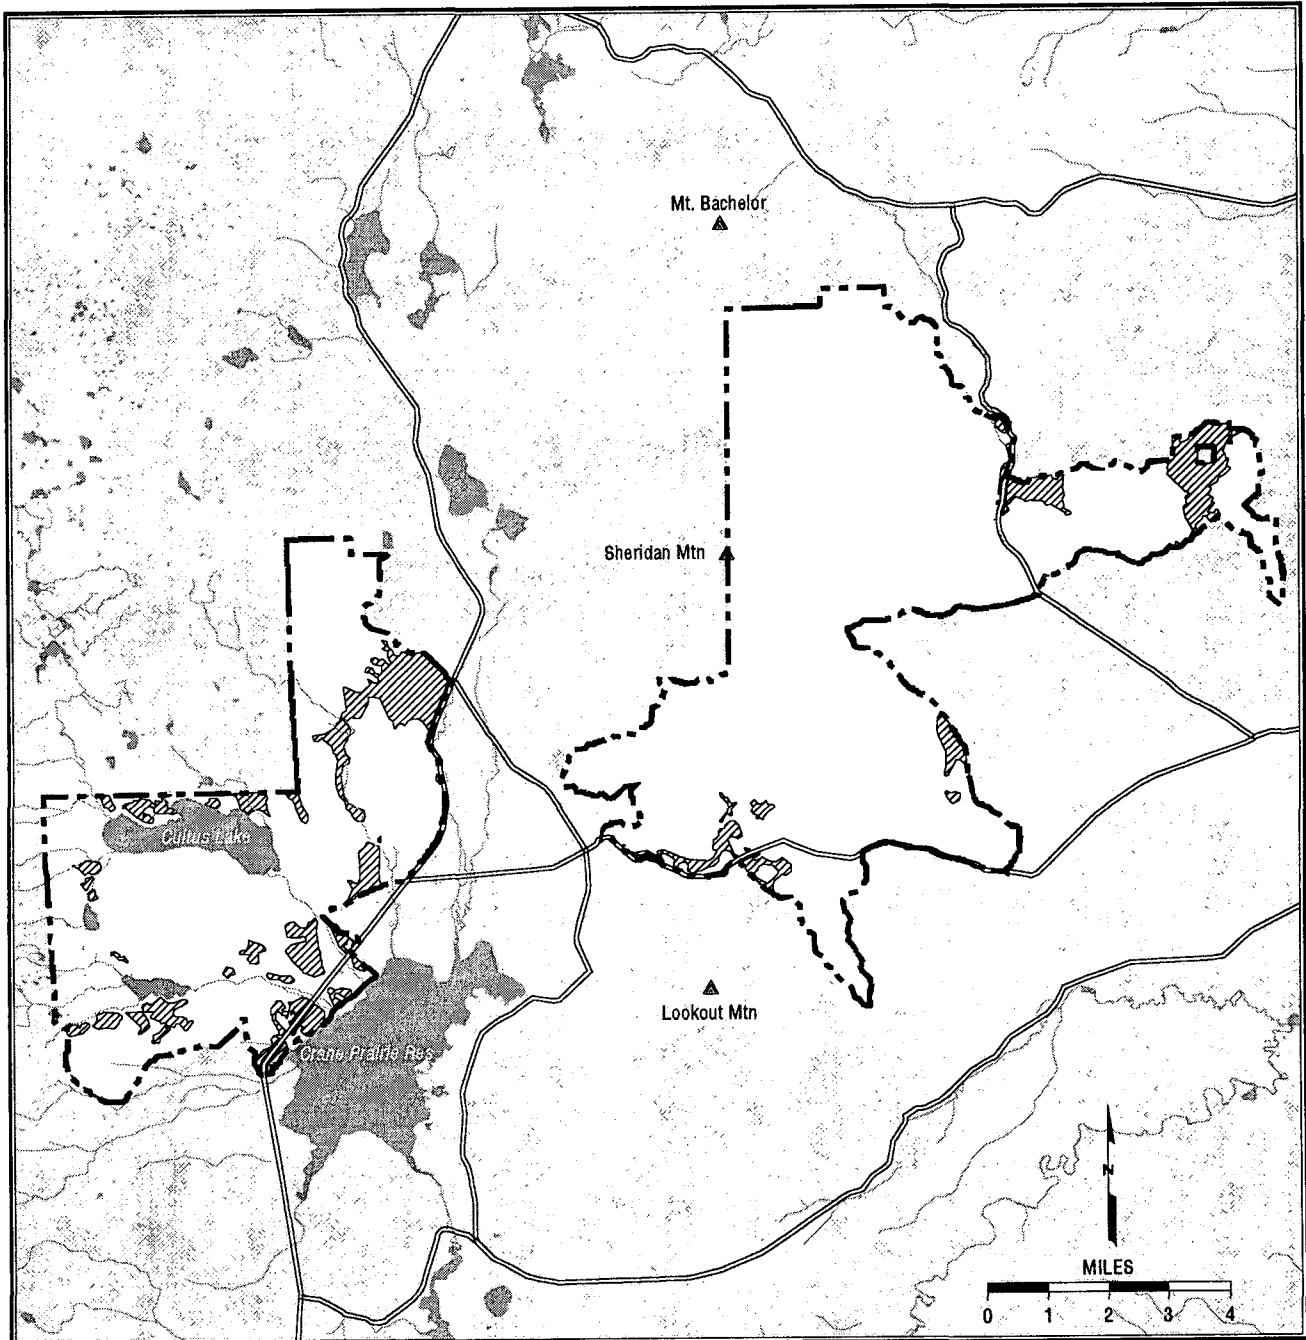 Mt. Bachelor
Sheridan Mtn
Cultus Lake
Lookout Mtn
Crane Prairie Res
N
MILES
0 1 2 3 4